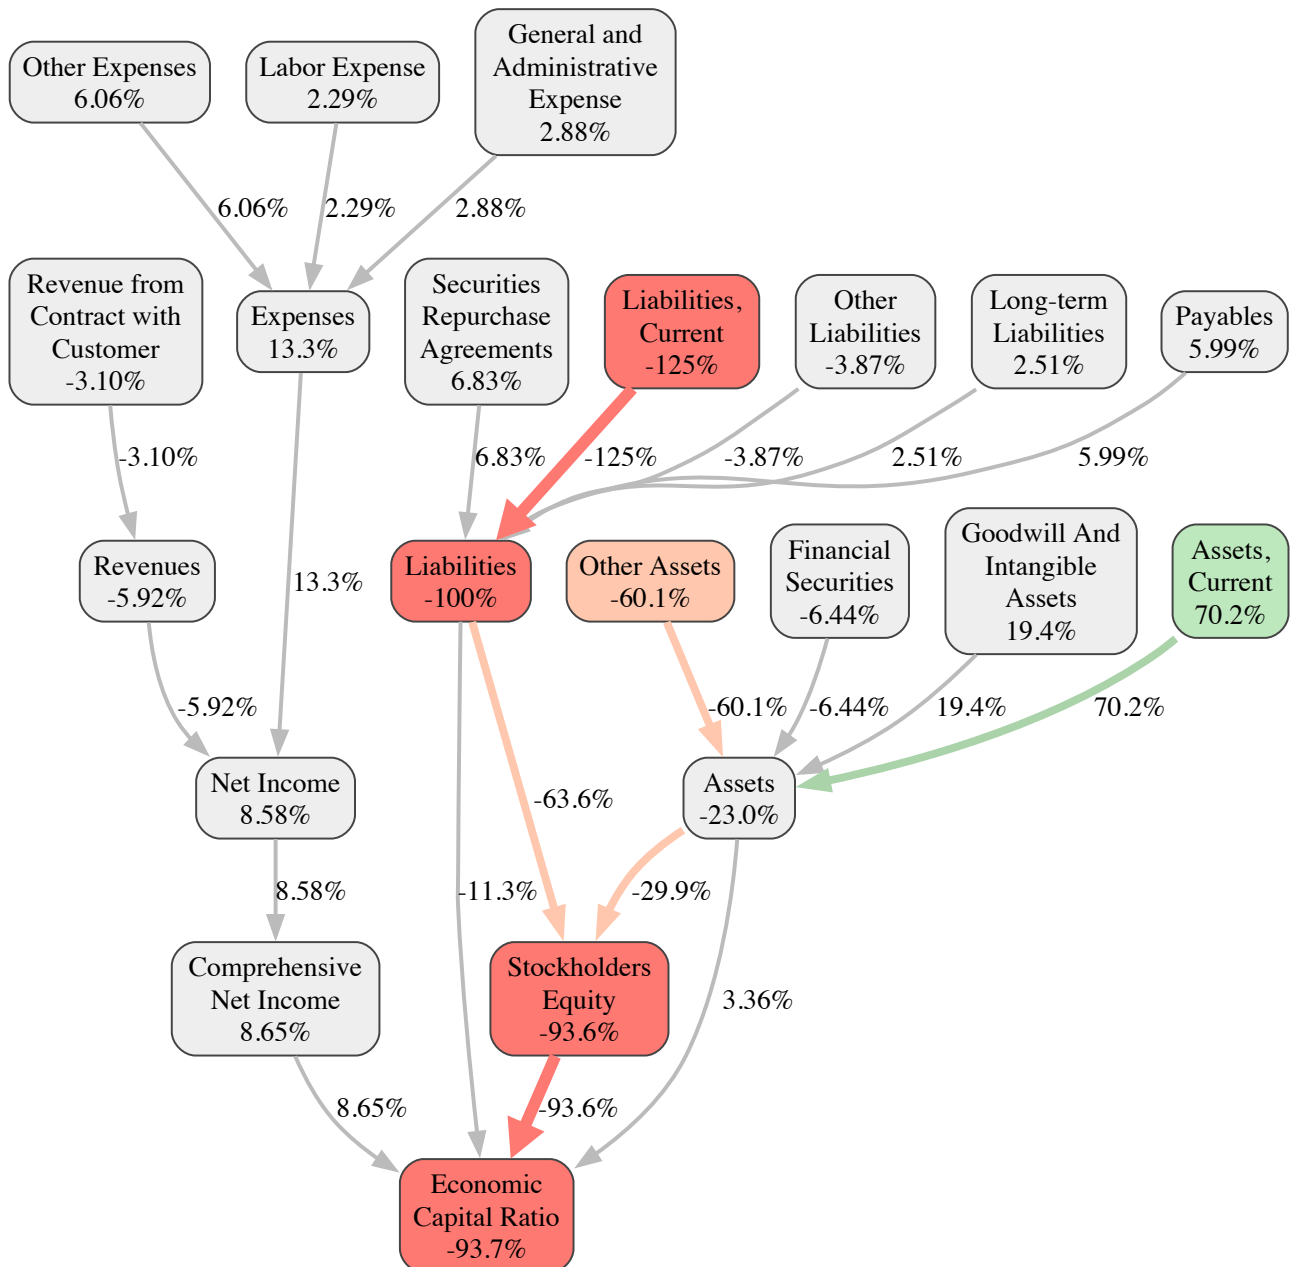 Other Expenses
6.06%
Labor Expense
2.29%
General and
Administrative
Expense
2.88%
6.06%
2.29%
2.88%
Revenue from
Contract with
Customer
-3.10%
Expenses
13.3%
Securities
Repurchase
Agreements
6.83%
Liabilities,
Current
-125%
Other
Liabilities
-3.87%
Long-term
Liabilities
2.51%
Payables
5.99%
-3.10%
6.83%
-125%
-3.87%
2.51%
5.99%
Revenues
-5.92%
13.3%
Liabilities
-100%
Other Assets
-60.1%
Financial
Securities
-6.44%
Goodwill And
Intangible
Assets
19.4%
Assets,
Current
70.2%
-5.92%
-60.1%
-6.44%
19.4%
70.2%
Net Income
8.58%
-63.6%
Assets
-23.0%
8.58%
-11.3%
-29.9%
Comprehensive
Net Income
8.65%
Stockholders
Equity
-93.6%
3.36%
8.65%
-93.6%
Economic
Capital Ratio
-93.7%